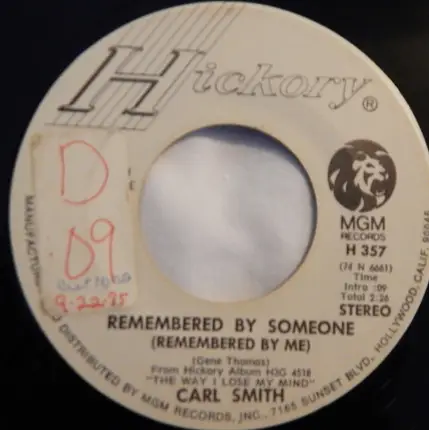 Hickory®
D
09
9-22-75
MGM
RECORDS
H 357
(74 N 6661)
Time
Intro :09
Total 2:26
STEREO
REMEMBERED BY SOMEONE
(REMEMBERED BY ME)
(Gene Thomas)
From Hickory Album H3G 4518
"THE WAY I LOSE MY MIND"
CARL SMITH
MANUFACTUR
D DISTRIBUTED BY MGM RECORDS, INC., 7165 SUNSET BLVD., HOLLYWOOD, CALIF. 90046